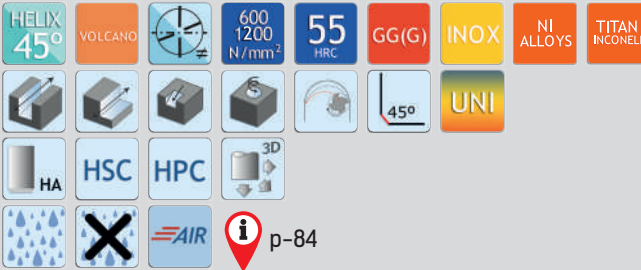 HELIX
45º
VOLCANO
≠
600
1200
N/mm²
55
HRC
GG(G)
INOX
NI
ALLOYS
TITAN
INCONEL
45º
UNI
HA
HSC
HPC
3D
AIR
i
p-84